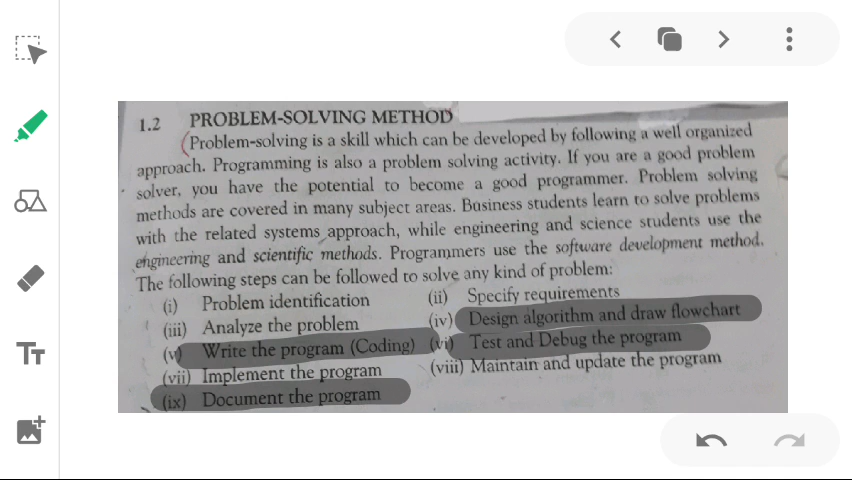 1.2 PROBLEM-SOLVING METHOD
(Problem-solving is a skill which can be developed by following a well organized
approach. Programming is also a problem solving activity. If you are a good problem
solver, you have the potential to become a good programmer. Problem solving
methods are covered in many subject areas. Business students learn to solve problems
with the related systems approach, while engineering and science students use the
engineering and scientific methods. Programmers use the software development method.
The following steps can be followed to solve any kind of problem:
(i) Problem identification (ii) Specify requirements
(iii) Analyze the problem (iv) Design algorithm and draw flowchart
(v) Write the program (Coding) (vi) Test and Debug the program
(vii) Implement the program (viii) Maintain and update the program
(ix) Document the program
TT